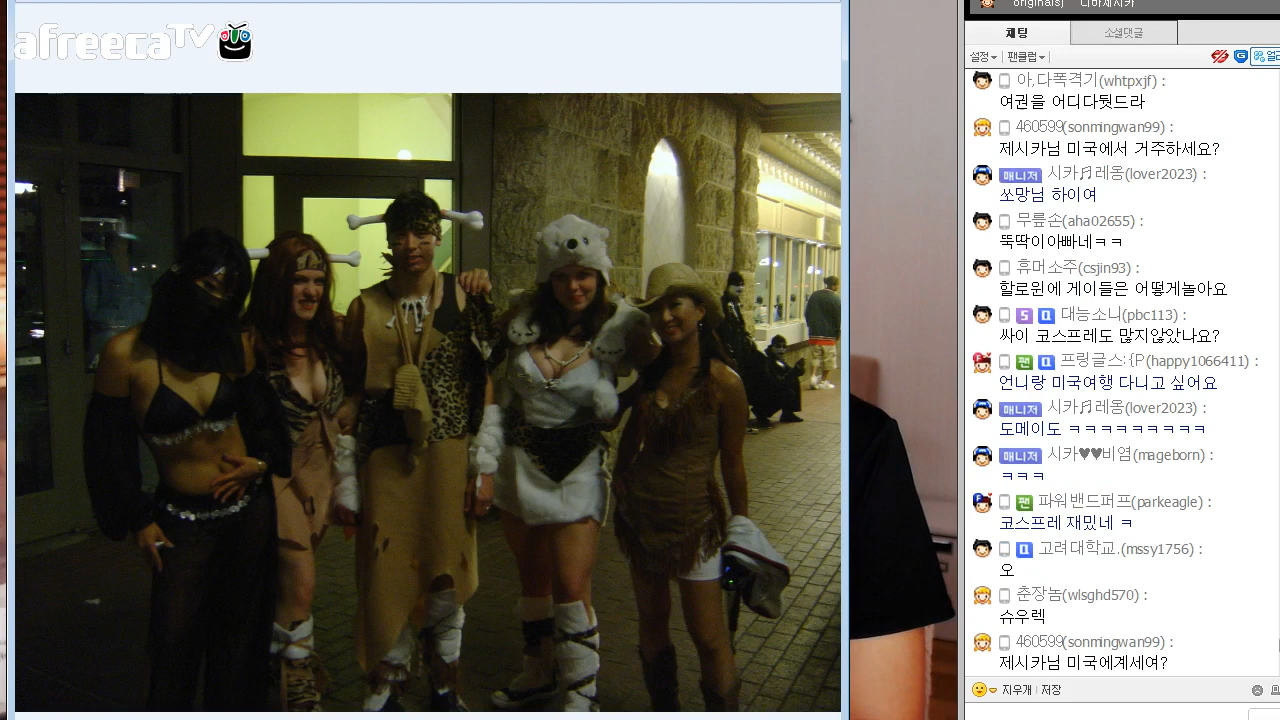 afreecaTV
originals) 디바제시카
채팅
소셜댓글
설정 팬클럽
아,다폭격기(whtpxjf) :
여권을 어디다뒷드라
460599(sonmingwan99) :
제시카님 미국에서 거주하세요?
매니저 시카♬레옹(lover2023) :
쏘망님 하이여
무릎손(aha02655) :
뚝딱이아빠네ㅋㅋ
휴머소주(csjin93) :
할로윈에 게이들은 어떻게놀아요
S 대능소니(pbc113) :
싸이 코스프레도 많지않았나요?
팬 프링글스:{P(happy1066411) :
언니랑 미국여행 다니고 싶어요
매니저 시카♬레옹(lover2023) :
도메이도 ㅋㅋㅋㅋㅋㅋㅋㅋㅋ
매니저 시카♥♥비염(mageborn) :
ㅋㅋㅋ
팬 파워밴드퍼프(parkeagle) :
코스프레 재밌네 ㅋ
고려대학교.(mssy1756) :
오
춘장놈(wlsghd570) :
슈우렉
460599(sonmingwan99) :
제시카님 미국에계세여?
지우개 저장